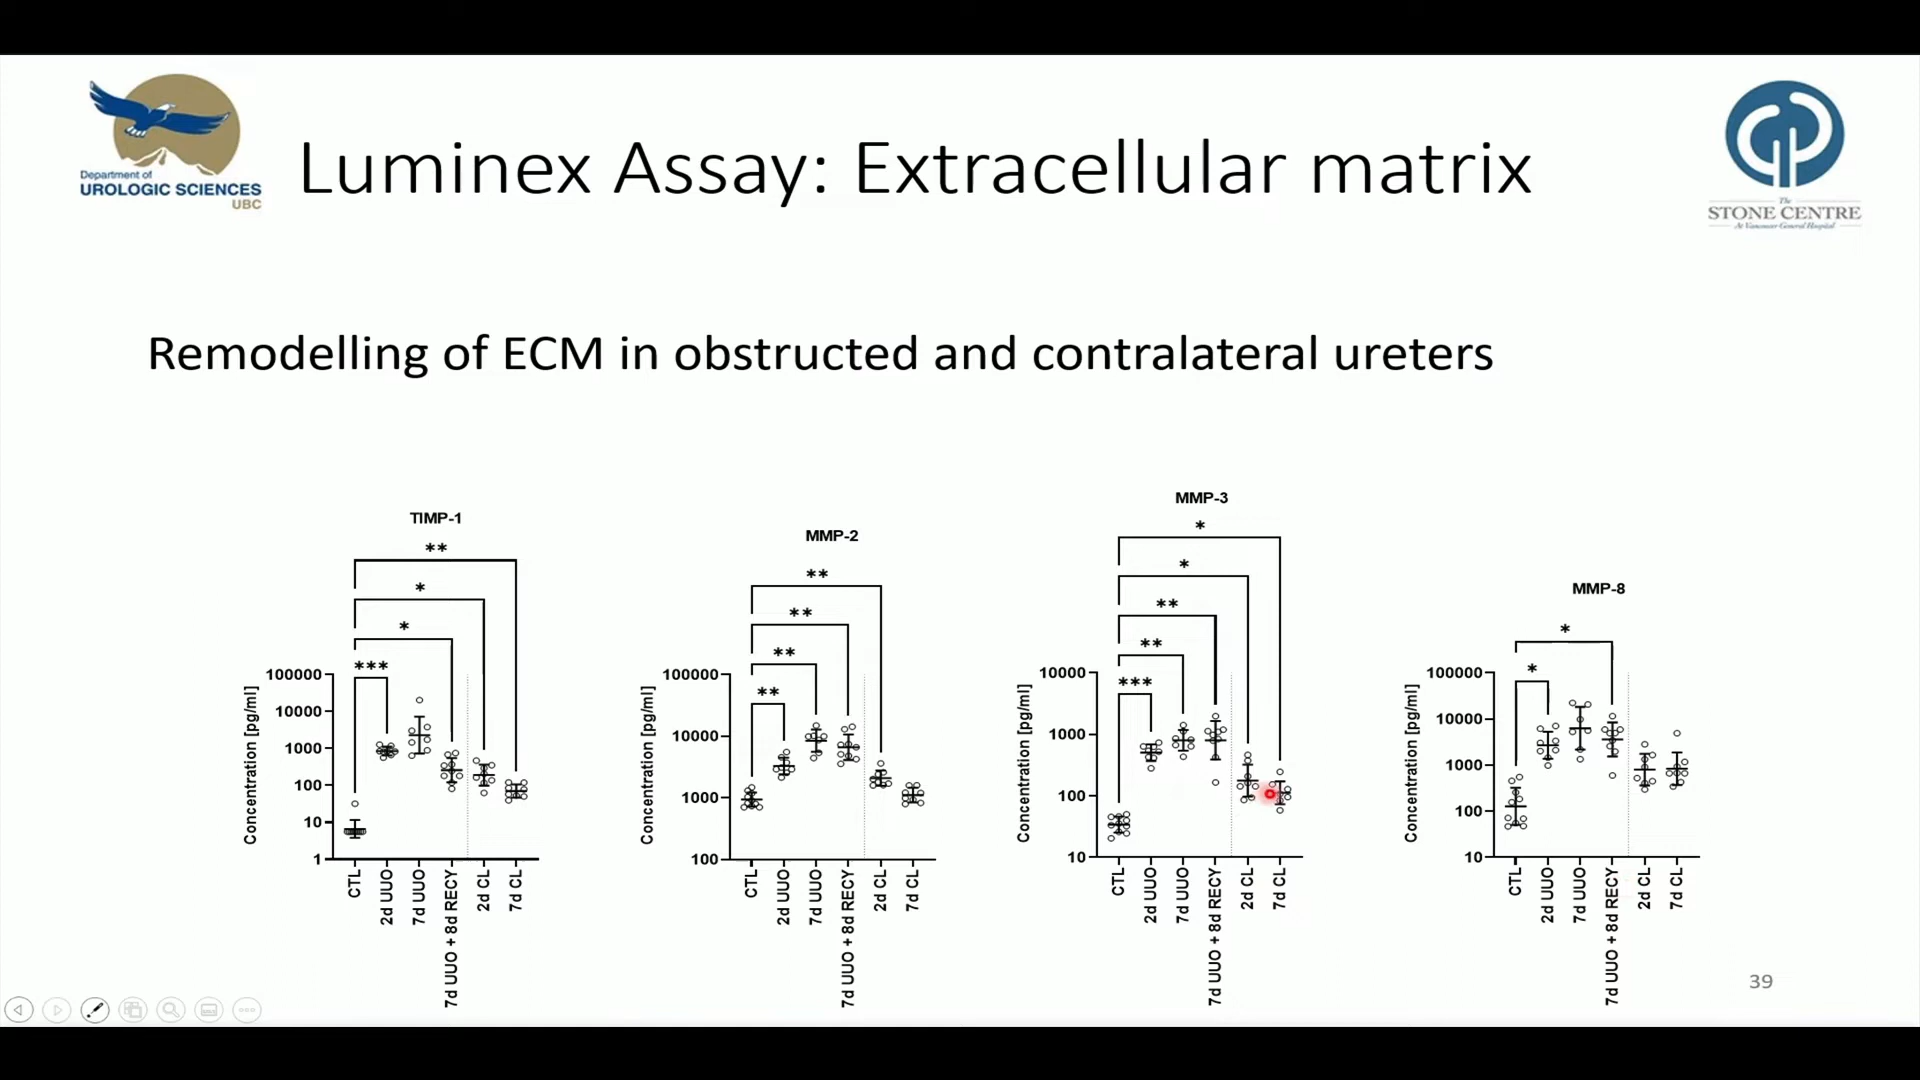 Department of
UROLOGIC SCIENCES
UBC
Luminex Assay: Extracellular matrix
The
STONE CENTRE
At Vancouver General Hospital
Remodelling of ECM in obstructed and contralateral ureters
TIMP-1
**
*
*
***
Concentration [pg/ml]
100000
10000
1000
100
10
1
CTL
2d UUO
7d UUO
7d UUO + 8d RECY
2d CL
7d CL
MMP-2
**
**
**
**
Concentration [pg/ml]
100000
10000
1000
100
CTL
2d UUO
7d UUO
7d UUO + 8d RECY
2d CL
7d CL
MMP-3
*
*
**
**
***
Concentration [pg/ml]
10000
1000
100
10
CTL
2d UUO
7d UUO
7d UUO + 8d RECY
2d CL
7d CL
MMP-8
*
*
Concentration [pg/ml]
100000
10000
1000
100
10
CTL
2d UUO
7d UUO
7d UUO + 8d RECY
2d CL
7d CL
39